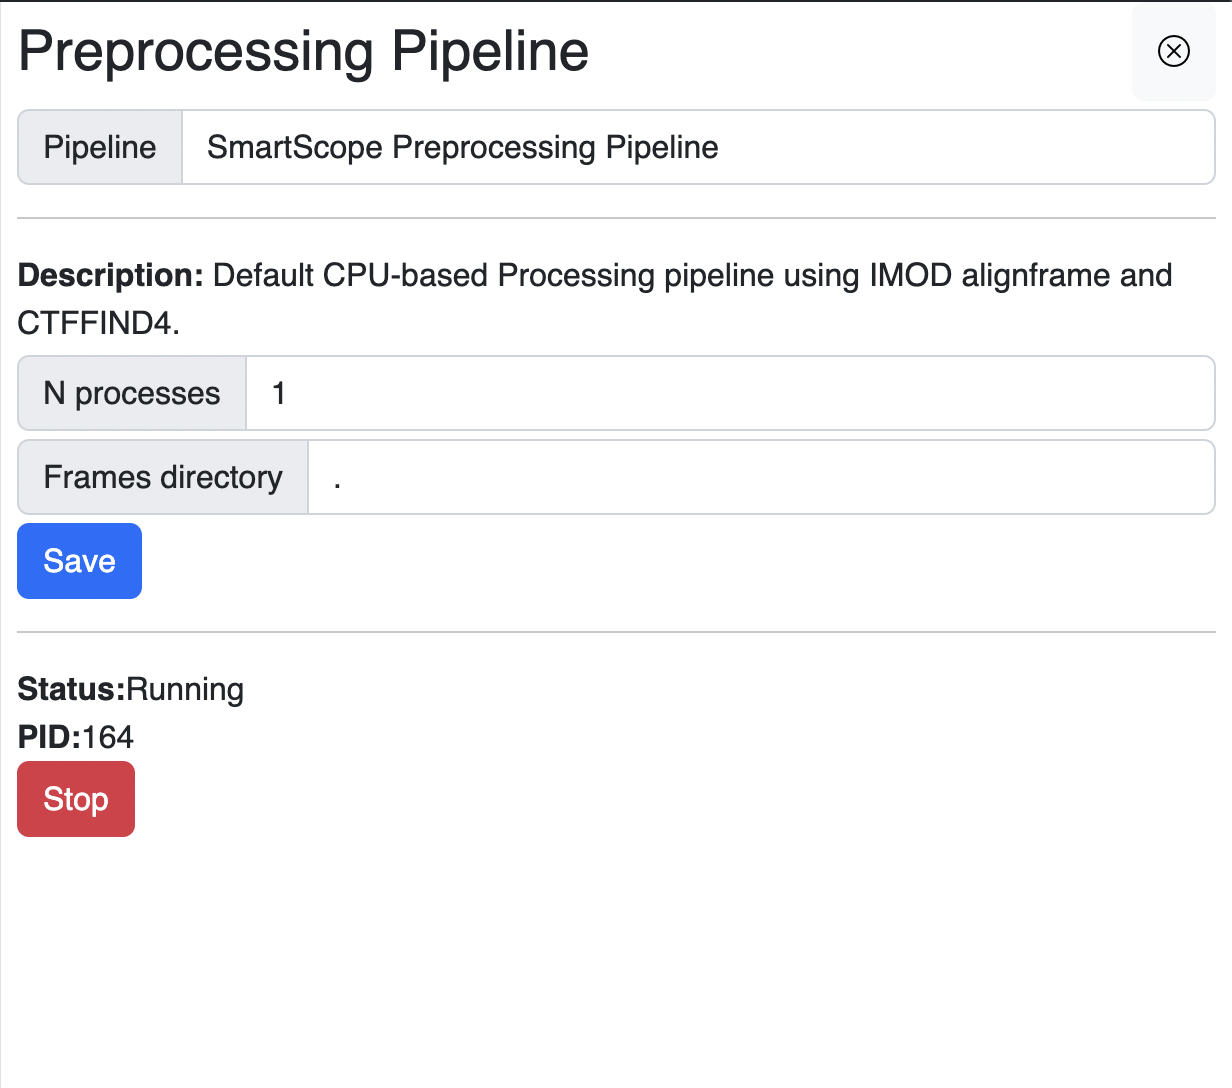 Preprocessing Pipeline
Pipeline SmartScope Preprocessing Pipeline
Description: Default CPU-based Processing pipeline using IMOD alignframe and
CTFFIND4.
N processes 1
Frames directory .
Save
Status:Running
PID:164
Stop